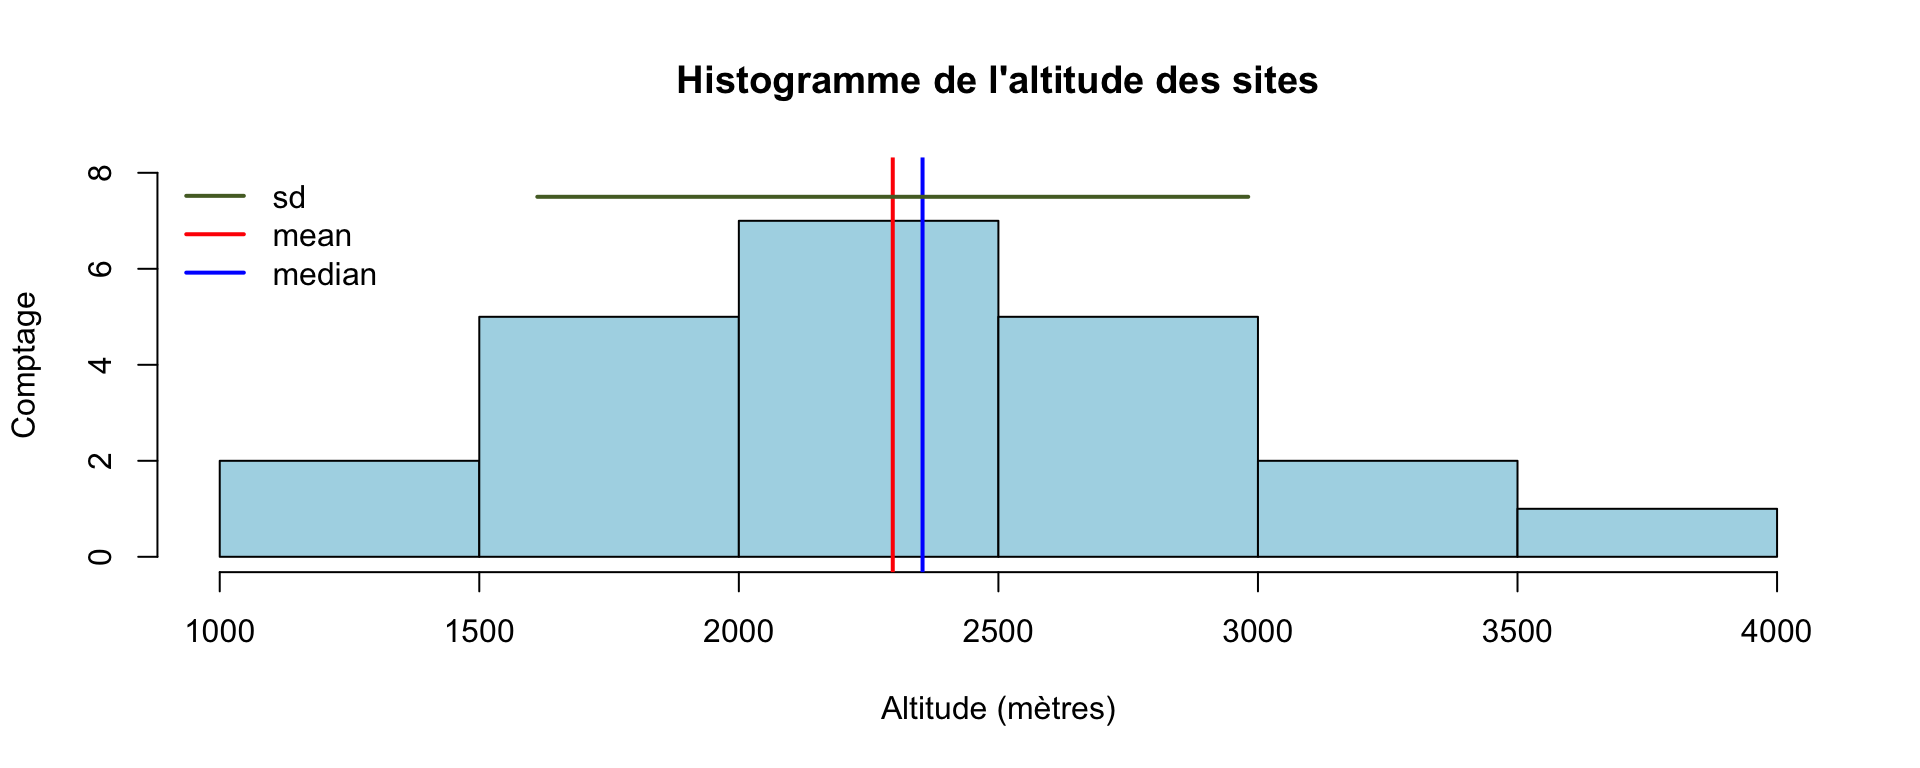 Histogramme de l'altitude des sites
sd
mean
median
Comptage
8
6
4
2
0
1000 1500 2000 2500 3000 3500 4000
Altitude (mètres)